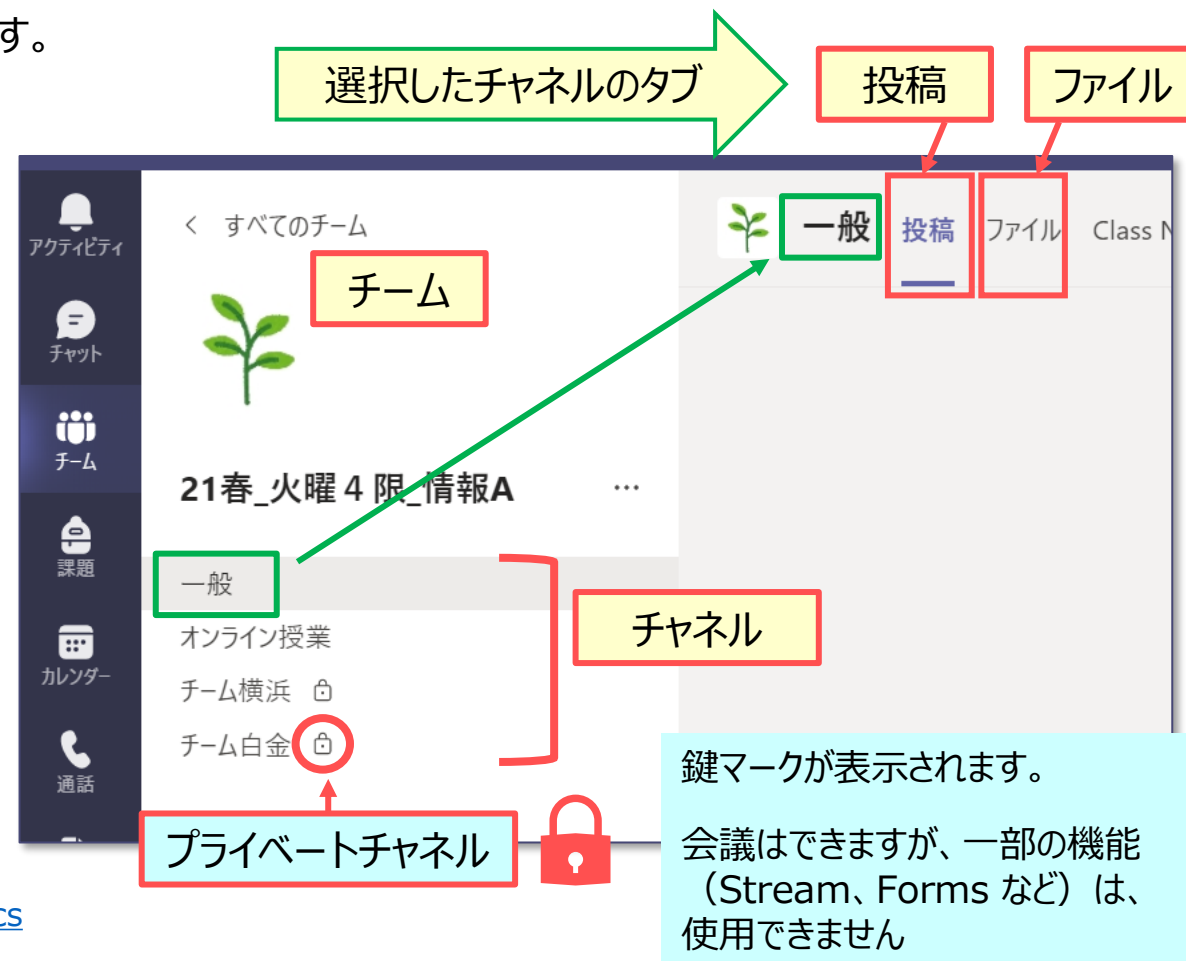 す。
選択したチャネルのタブ
投稿
ファイル
アクティビティ
チャット
チーム
課題
カレンダー
通話
< すべてのチーム
チーム
21春_火曜４限_情報A …
一般
オンライン授業
チーム横浜
チーム白金
チャネル
プライベートチャネル
一般 投稿 ファイル Class N
鍵マークが表示されます。
会議はできますが、一部の機能
（Stream、Forms など）は、
使用できません
cs